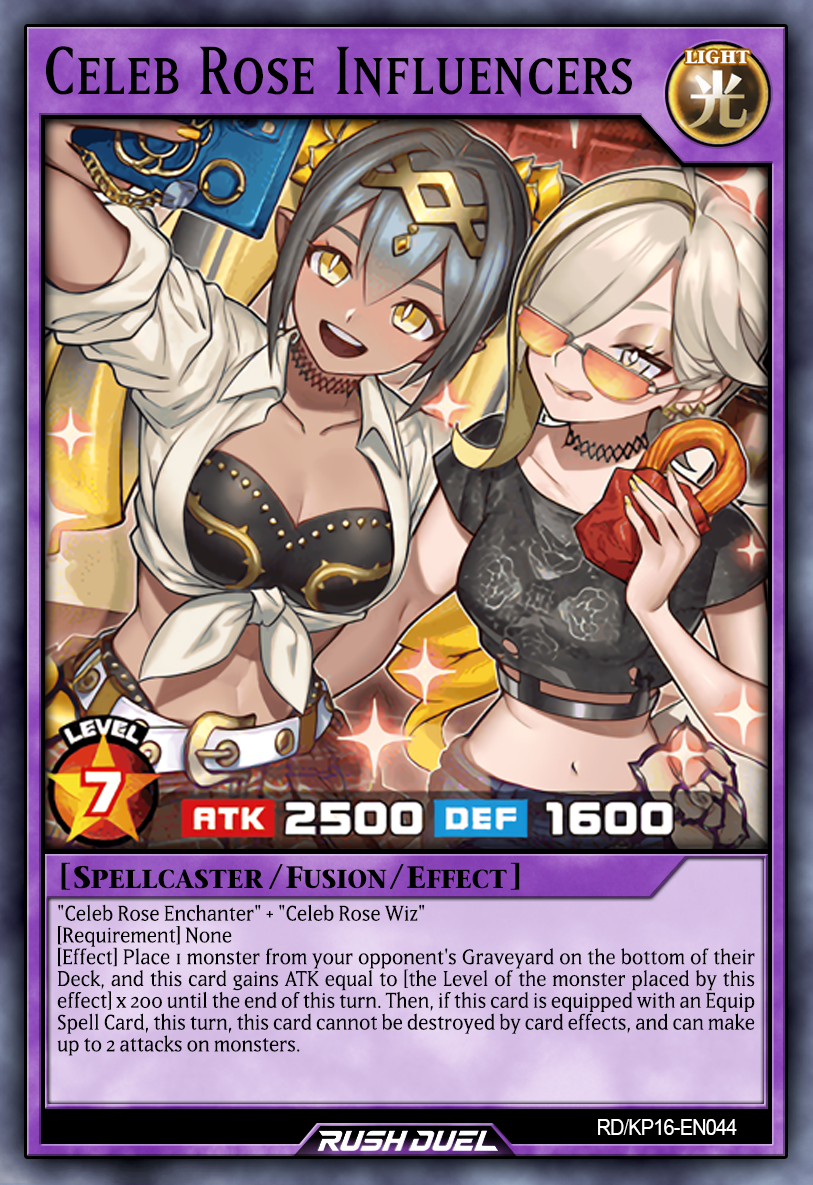 Celeb Rose Influencers
LIGHT
光
LEVEL
7
ATK 2500 DEF 1600
[Spellcaster/Fusion/Effect]
"Celeb Rose Enchanter" + "Celeb Rose Wiz"
[Requirement] None
[Effect] Place 1 monster from your opponent's Graveyard on the bottom of their
Deck, and this card gains ATK equal to [the Level of the monster placed by this
effect] x 200 until the end of this turn. Then, if this card is equipped with an Equip
Spell Card, this turn, this card cannot be destroyed by card effects, and can make
up to 2 attacks on monsters.
RD/KP16-EN044
RUSH DUEL